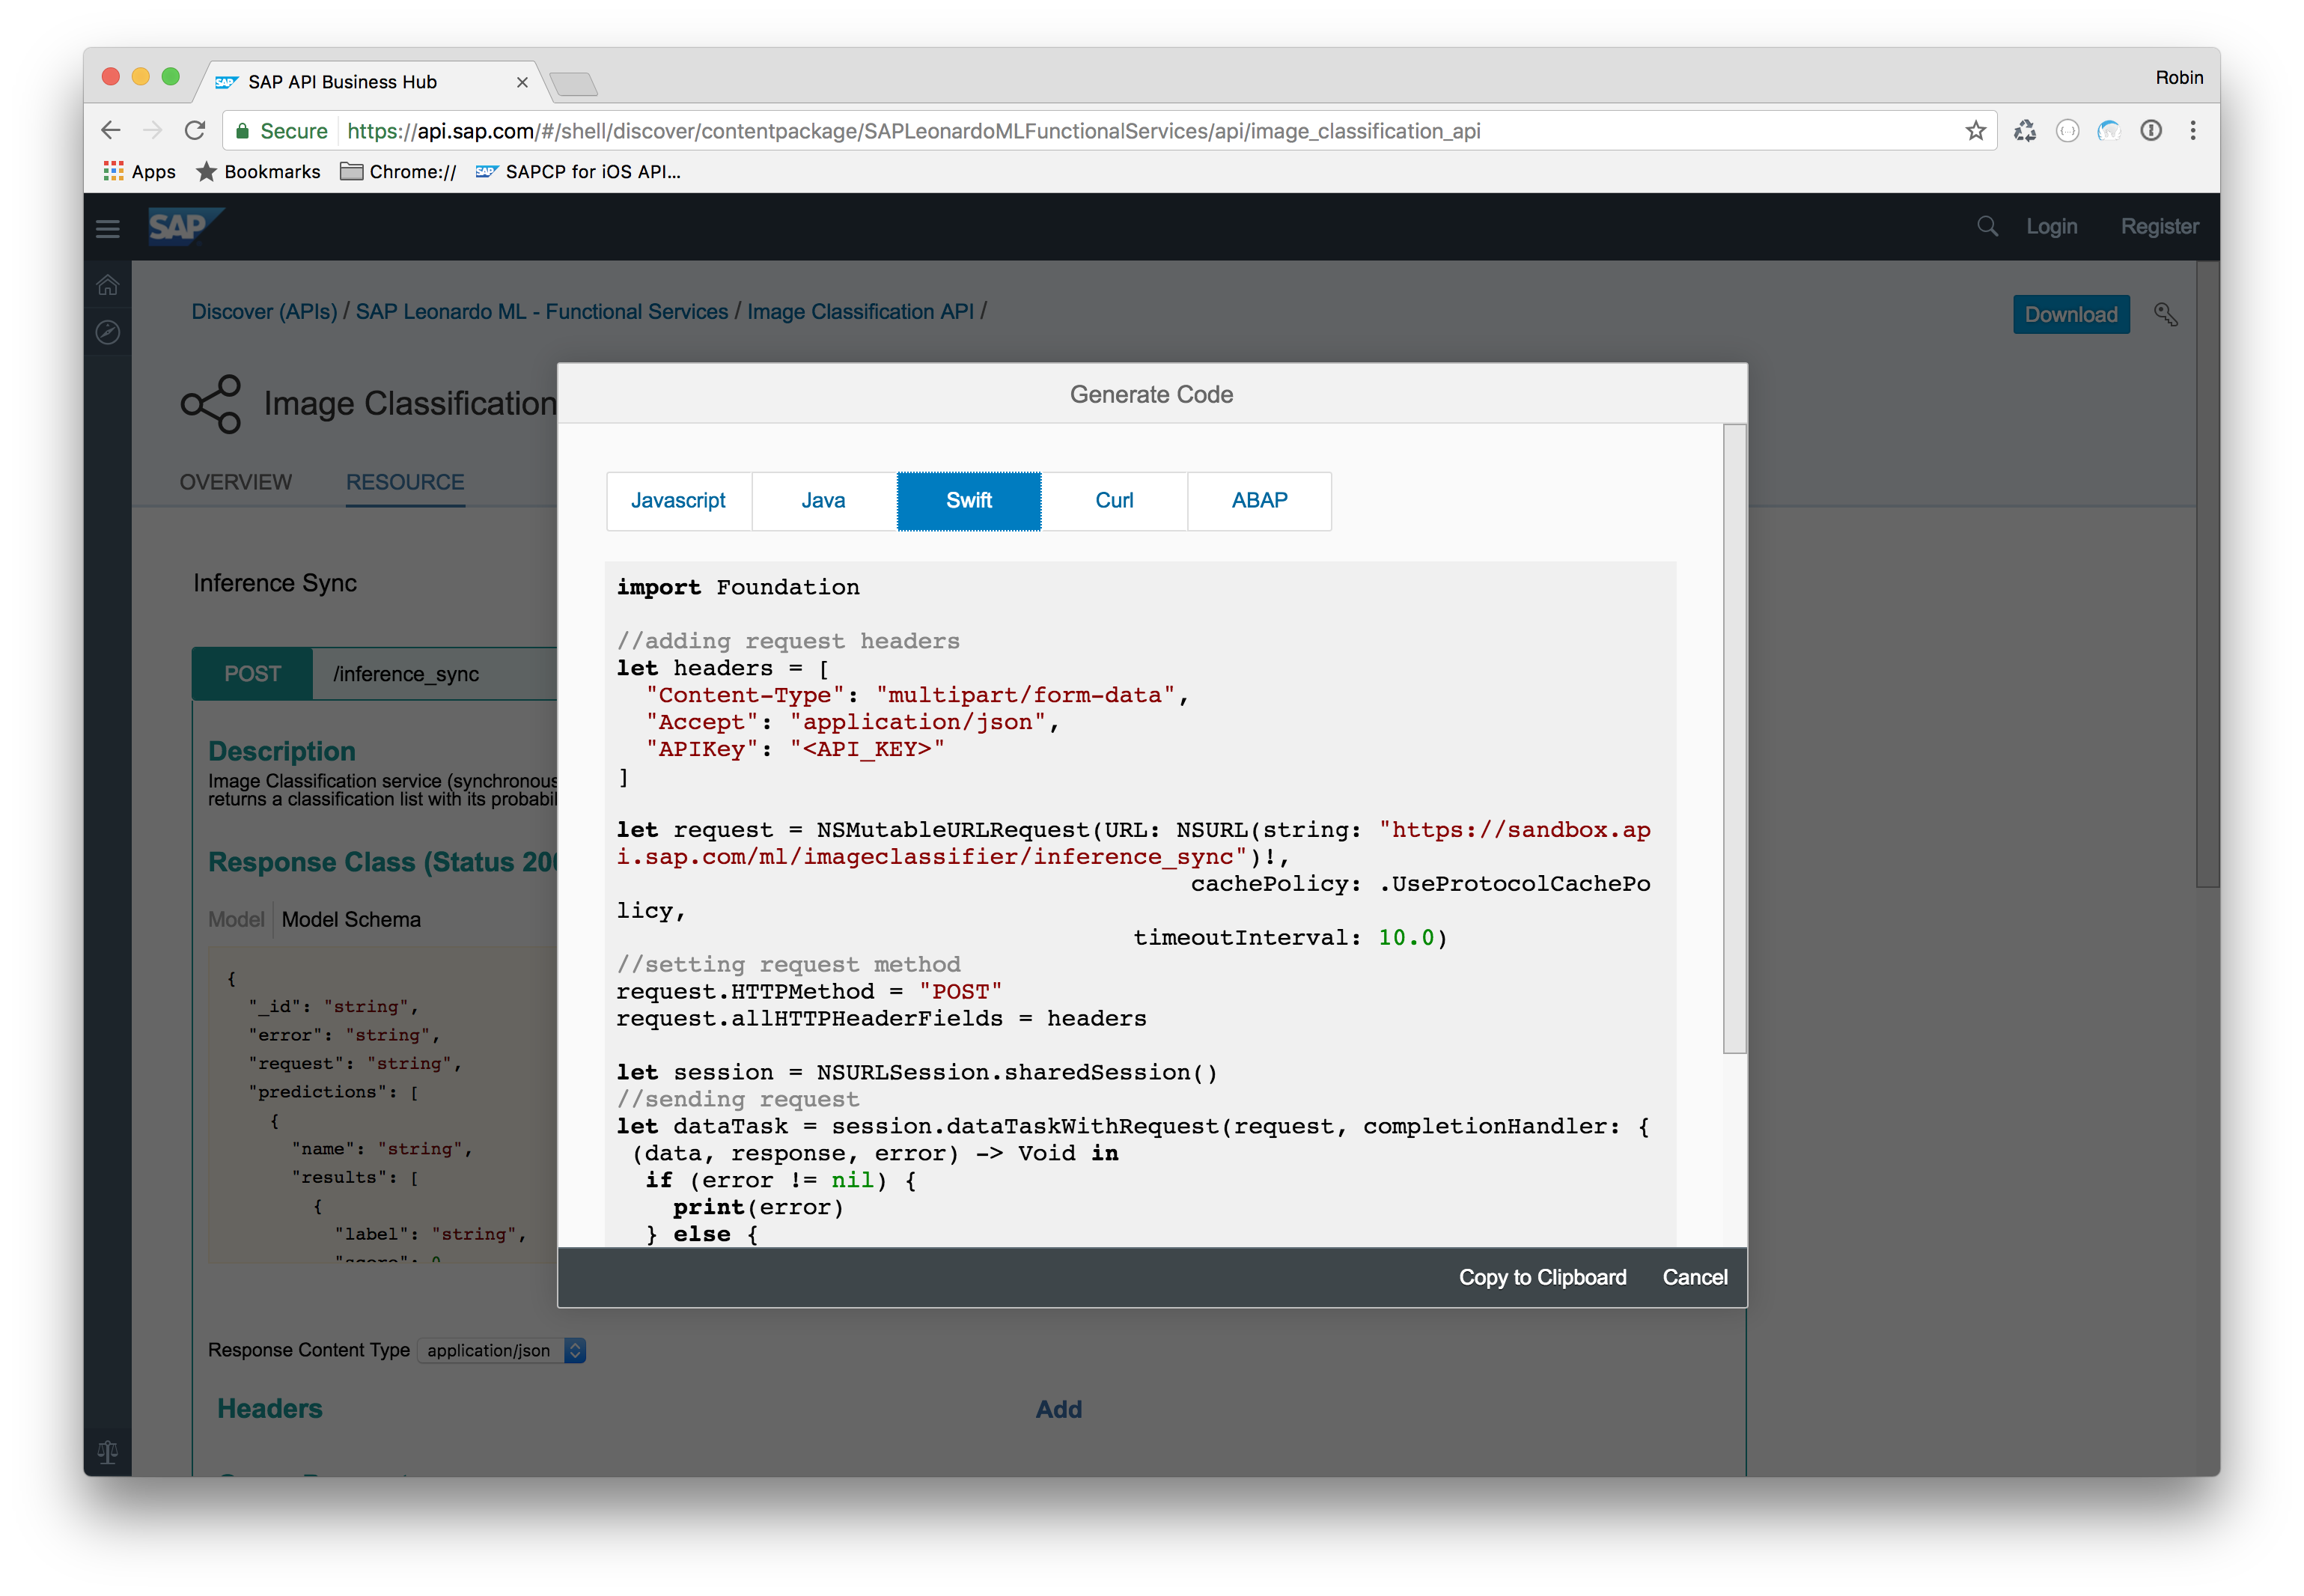 SAP API Business Hub
Robin
Secure https://api.sap.com/#/shell/discover/contentpackage/SAPLeonardoMLFunctionalServices/api/image_classification_api
Apps Bookmarks Chrome:// SAP SAPCP for iOS API...
SAP Login Register
Discover (APIs) / SAP Leonardo ML - Functional Services / Image Classification API /
Download
Image Classification
OVERVIEW RESOURCE
Inference Sync
POST /inference_sync
Description
Image Classification service (synchronous
returns a classification list with its probabil
Response Class (Status 200
Model Model Schema
{
"_id": "string",
"error": "string",
"request": "string",
"predictions": [
{
"name": "string",
"results": [
{
"label": "string",
"score": 0
Response Content Type application/json
Headers Add
Generate Code
Javascript Java Swift Curl ABAP
import Foundation
//adding request headers
let headers = [
"Content-Type": "multipart/form-data",
"Accept": "application/json",
"APIKey": "<API_KEY>"
]
let request = NSMutableURLRequest(URL: NSURL(string: "https://sandbox.ap
i.sap.com/ml/imageclassifier/inference_sync")!,
cachePolicy: .UseProtocolCachePo
licy,
timeoutInterval: 10.0)
//setting request method
request.HTTPMethod = "POST"
request.allHTTPHeaderFields = headers
let session = NSURLSession.sharedSession()
//sending request
let dataTask = session.dataTaskWithRequest(request, completionHandler: {
(data, response, error) -> Void in
if (error != nil) {
print(error)
} else {
Copy to Clipboard Cancel